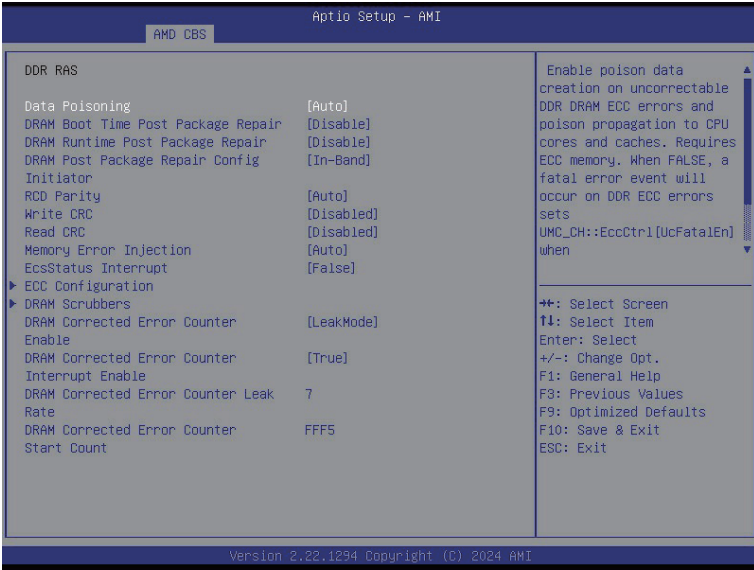 Aptio Setup – AMI
AMD CBS
DDR RAS
Data Poisoning [Auto]
DRAM Boot Time Post Package Repair [Disable]
DRAM Runtime Post Package Repair [Disable]
DRAM Post Package Repair Config [In-Band]
Initiator
RCD Parity [Auto]
Write CRC [Disabled]
Read CRC [Disabled]
Memory Error Injection [Auto]
EcsStatus Interrupt [False]
ECC Configuration
DRAM Scrubbers
DRAM Corrected Error Counter [LeakMode]
Enable
DRAM Corrected Error Counter [True]
Interrupt Enable
DRAM Corrected Error Counter Leak 7
Rate
DRAM Corrected Error Counter FFF5
Start Count
Enable poison data
creation on uncorrectable
DDR DRAM ECC errors and
poison propagation to CPU
cores and caches. Requires
ECC memory. When FALSE, a
fatal error event will
occur on DDR ECC errors
sets
UMC_CH::EccCtrl[UcFatalEn]
when
→←: Select Screen
↑↓: Select Item
Enter: Select
+/-: Change Opt.
F1: General Help
F3: Previous Values
F9: Optimized Defaults
F10: Save & Exit
ESC: Exit
Version 2.22.1294 Copyright (C) 2024 AMI